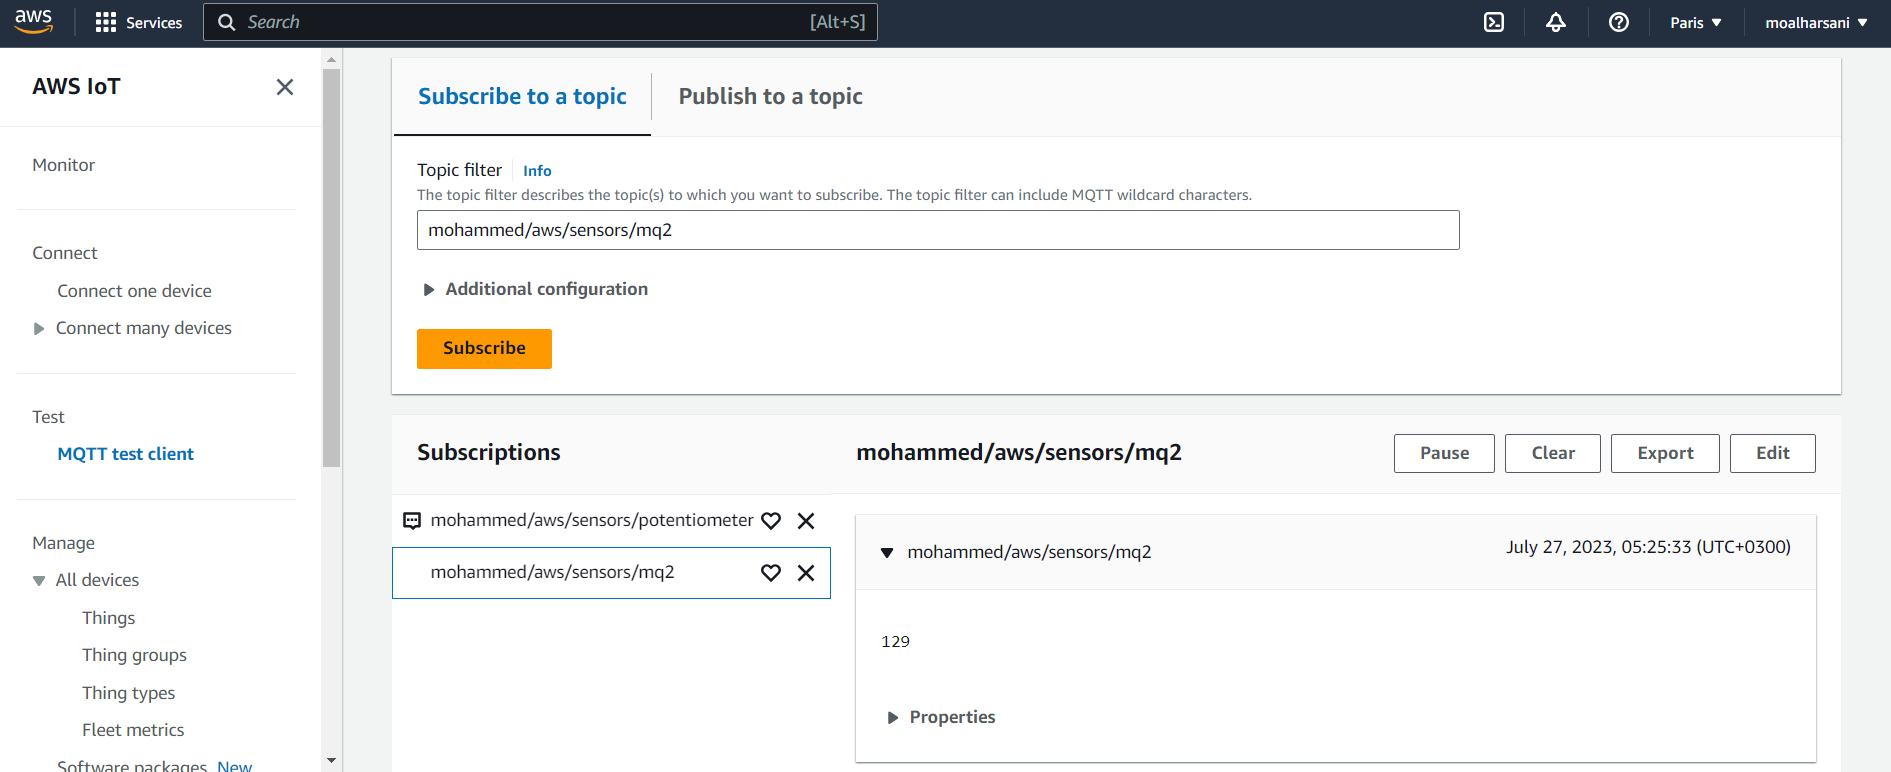 aws Services Search [Alt+S] Paris moalharsani
AWS IoT
Monitor
Connect
Connect one device
Connect many devices
Test
MQTT test client
Manage
All devices
Things
Thing groups
Thing types
Fleet metrics
Software packages New
Subscribe to a topic Publish to a topic
Topic filter Info
The topic filter describes the topic(s) to which you want to subscribe. The topic filter can include MQTT wildcard characters.
mohammed/aws/sensors/mq2
Additional configuration
Subscribe
Subscriptions
mohammed/aws/sensors/potentiometer
mohammed/aws/sensors/mq2
mohammed/aws/sensors/mq2 Pause Clear Export Edit
mohammed/aws/sensors/mq2 July 27, 2023, 05:25:33 (UTC+0300)
129
Properties